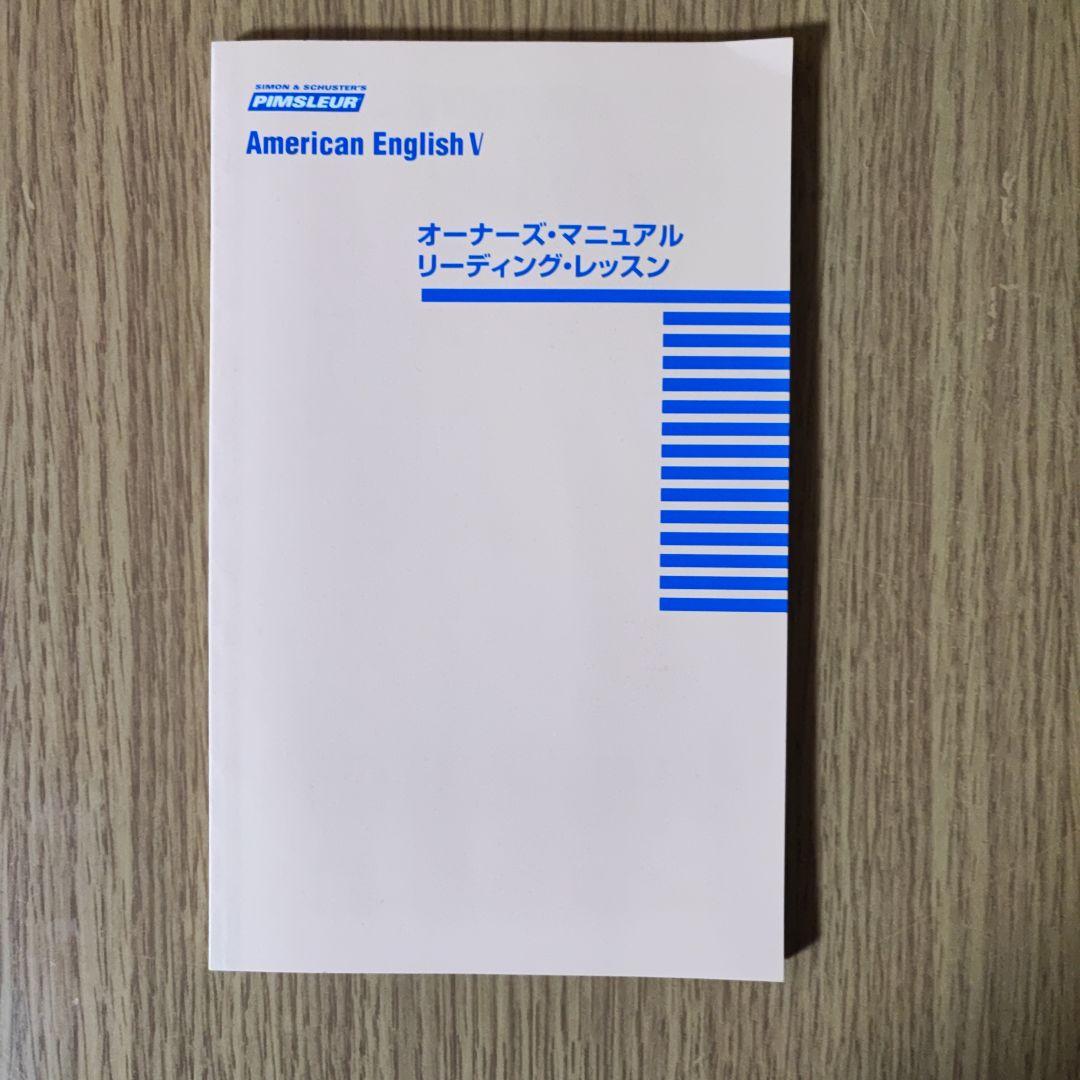 SIMON & SCHUSTER'S
PIMSLEUR
American English V
オーナーズ・マニュアル
リーディング・レッスン